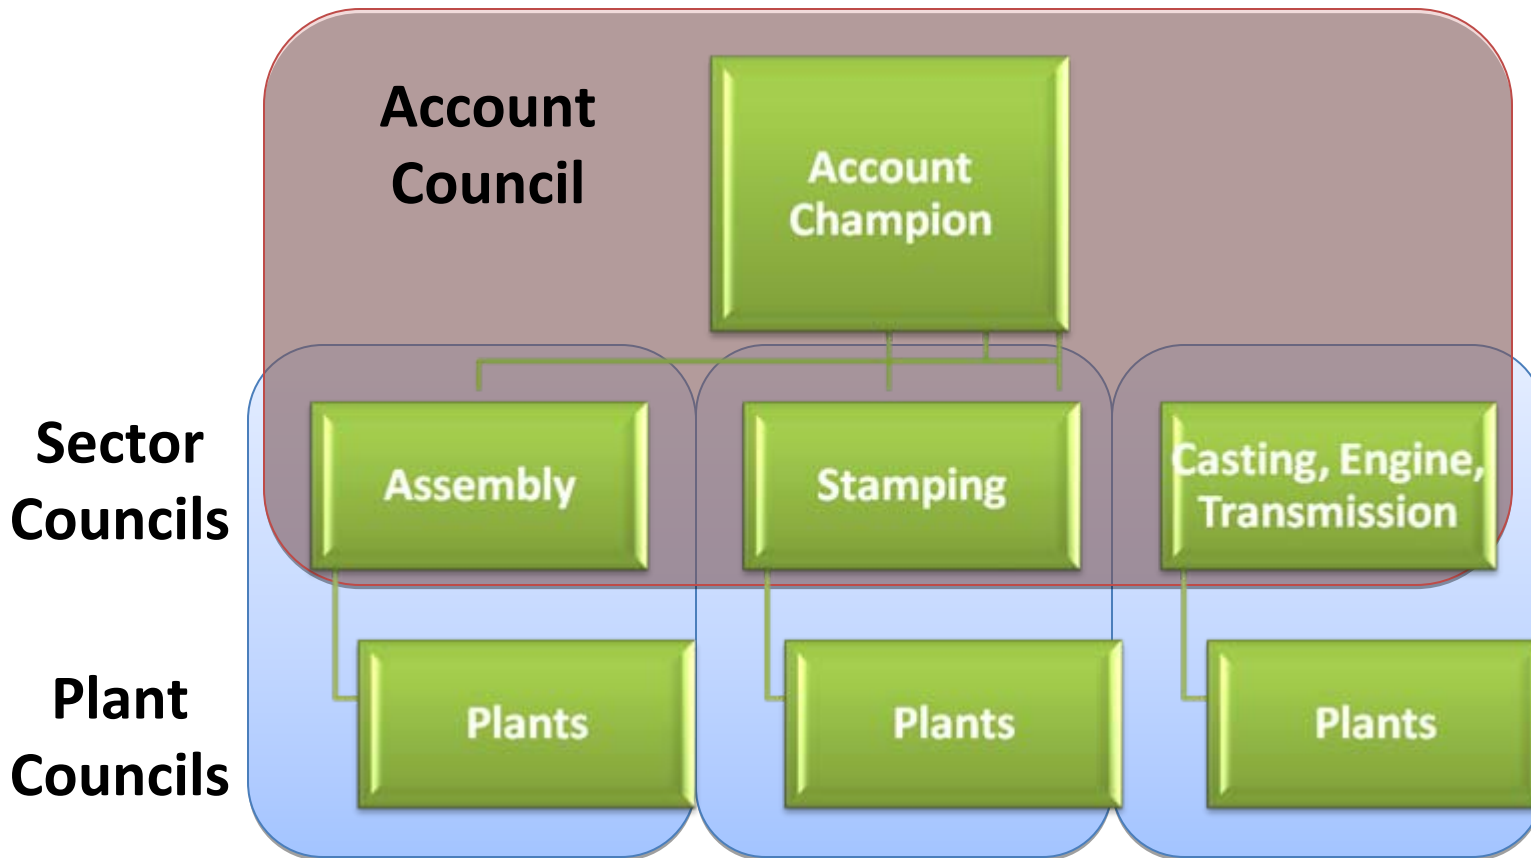 Account
Council
Account
Champion
Sector
Councils
Assembly
Stamping
Casting, Engine,
Transmission
Plant
Councils
Plants
Plants
Plants